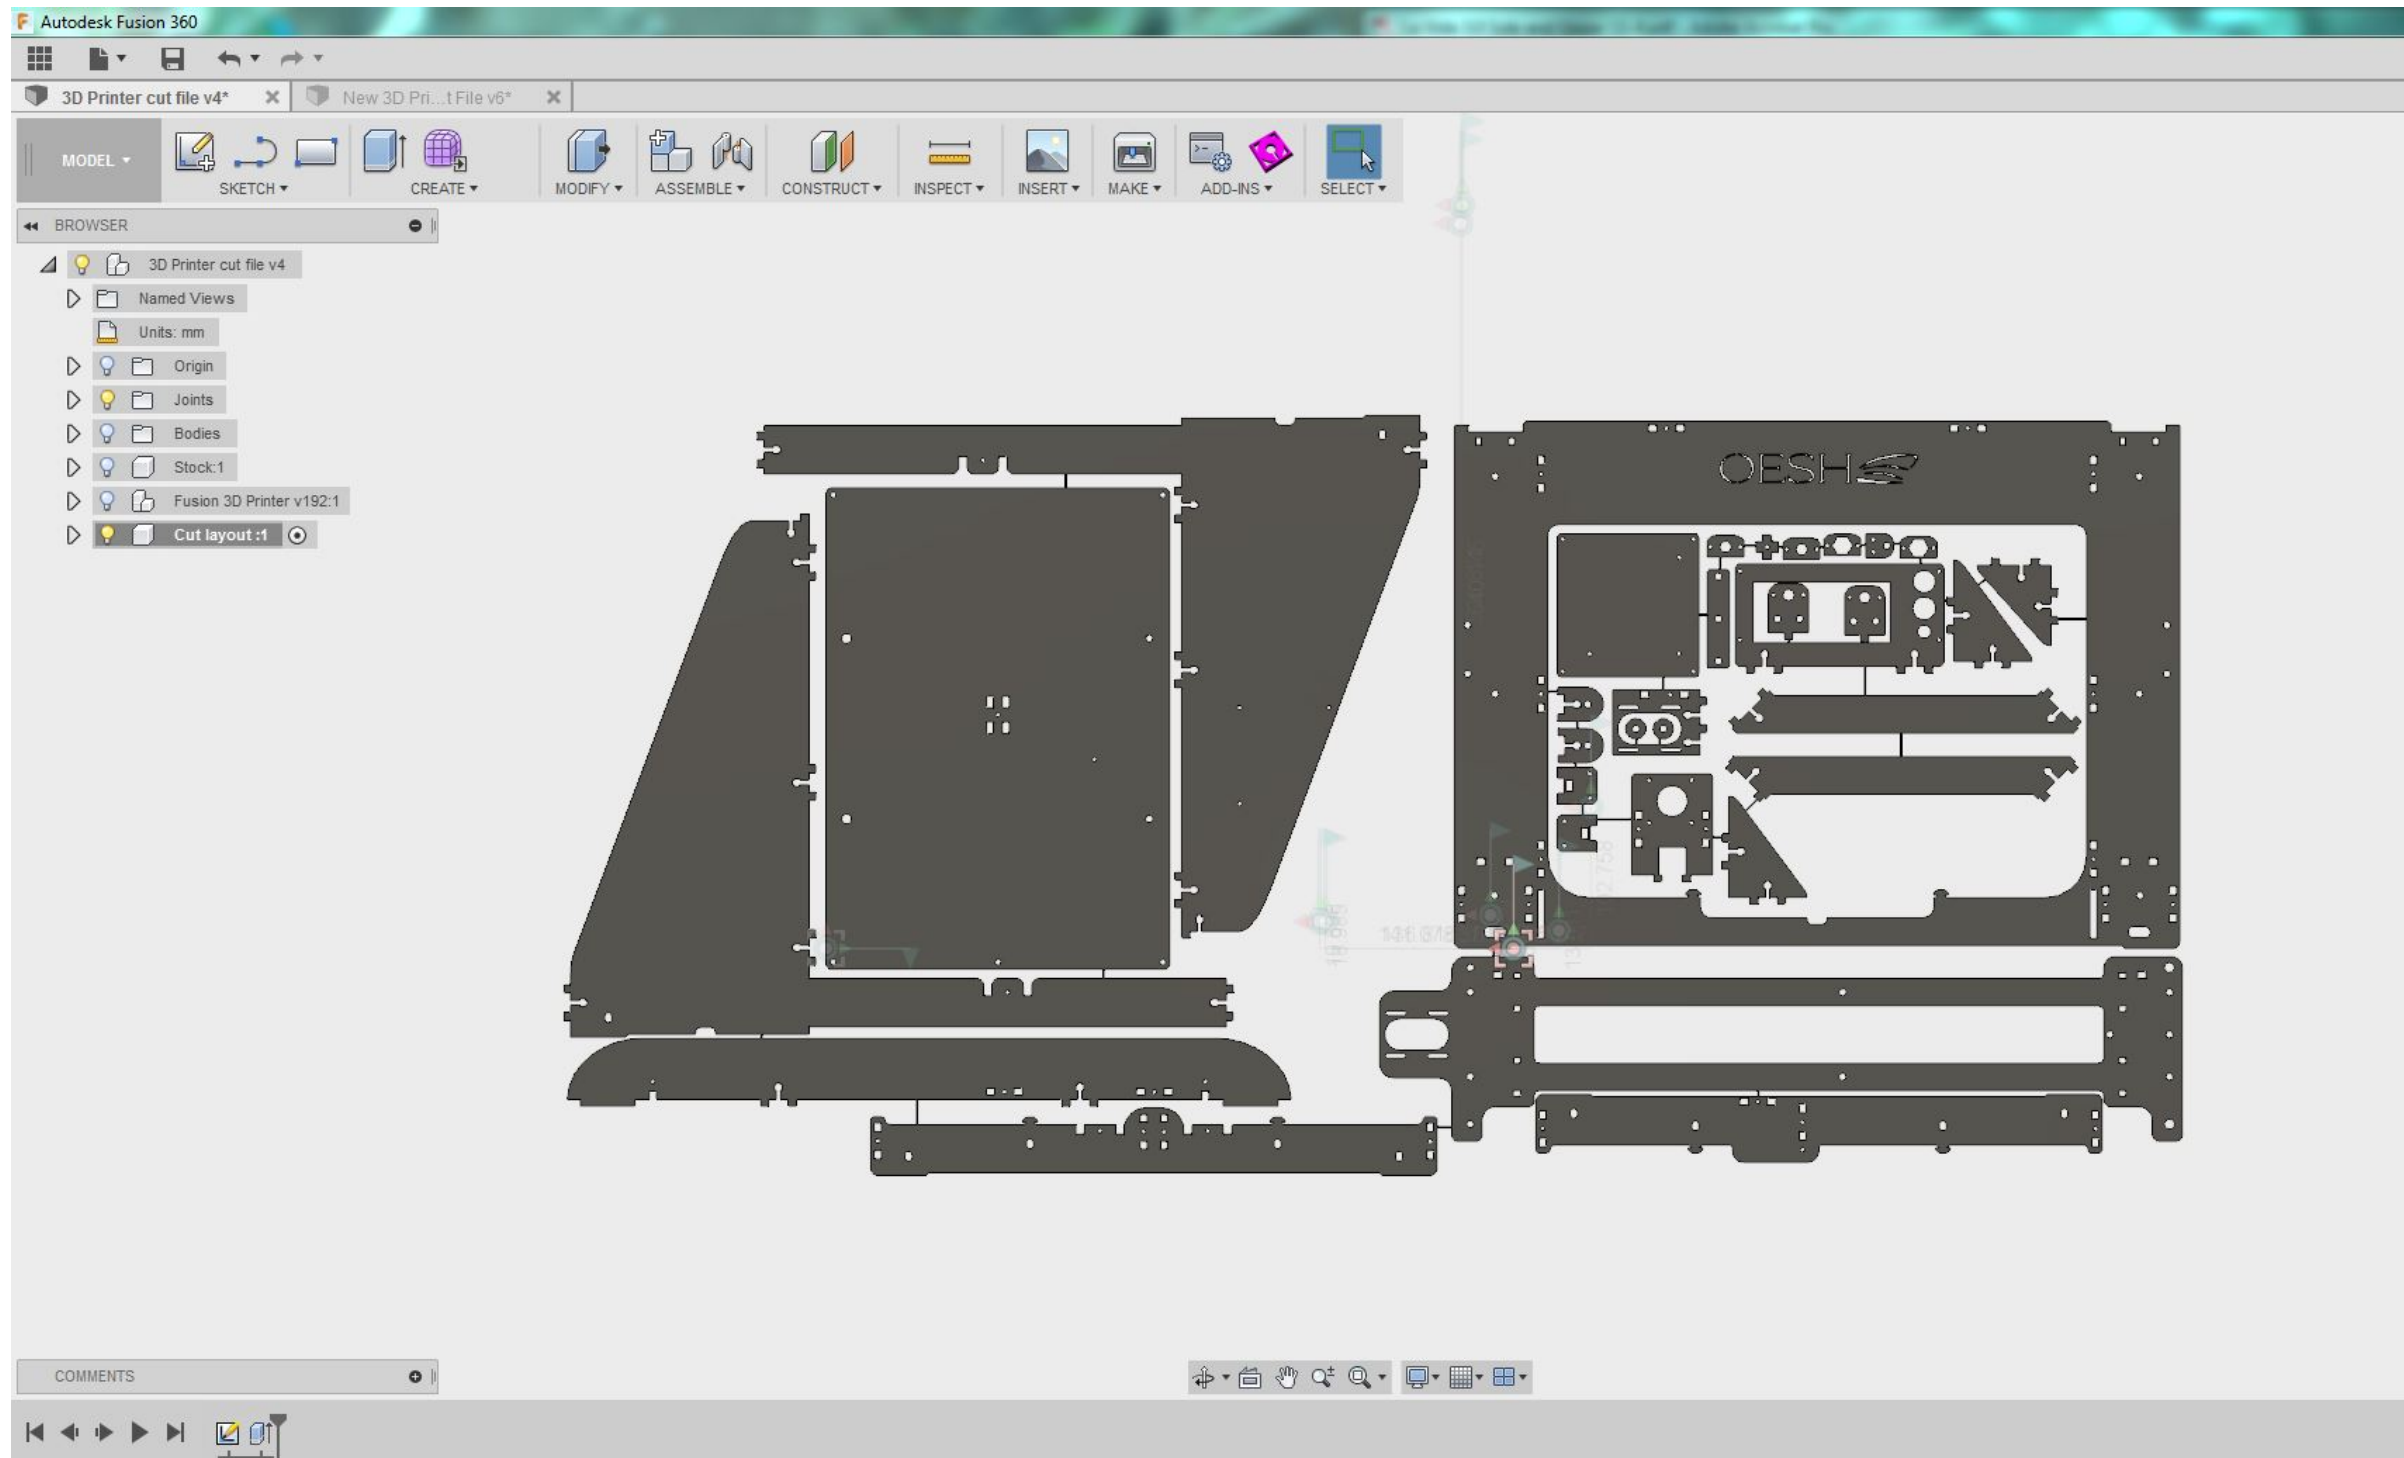 Autodesk Fusion 360
3D Printer cut file v4*
New 3D Pri...t File v6*
MODEL
SKETCH
CREATE
MODIFY
ASSEMBLE
CONSTRUCT
INSPECT
INSERT
MAKE
ADD-INS
SELECT
BROWSER
3D Printer cut file v4
Named Views
Units: mm
Origin
Joints
Bodies
Stock:1
Fusion 3D Printer v192:1
Cut layout :1
OESH
COMMENTS